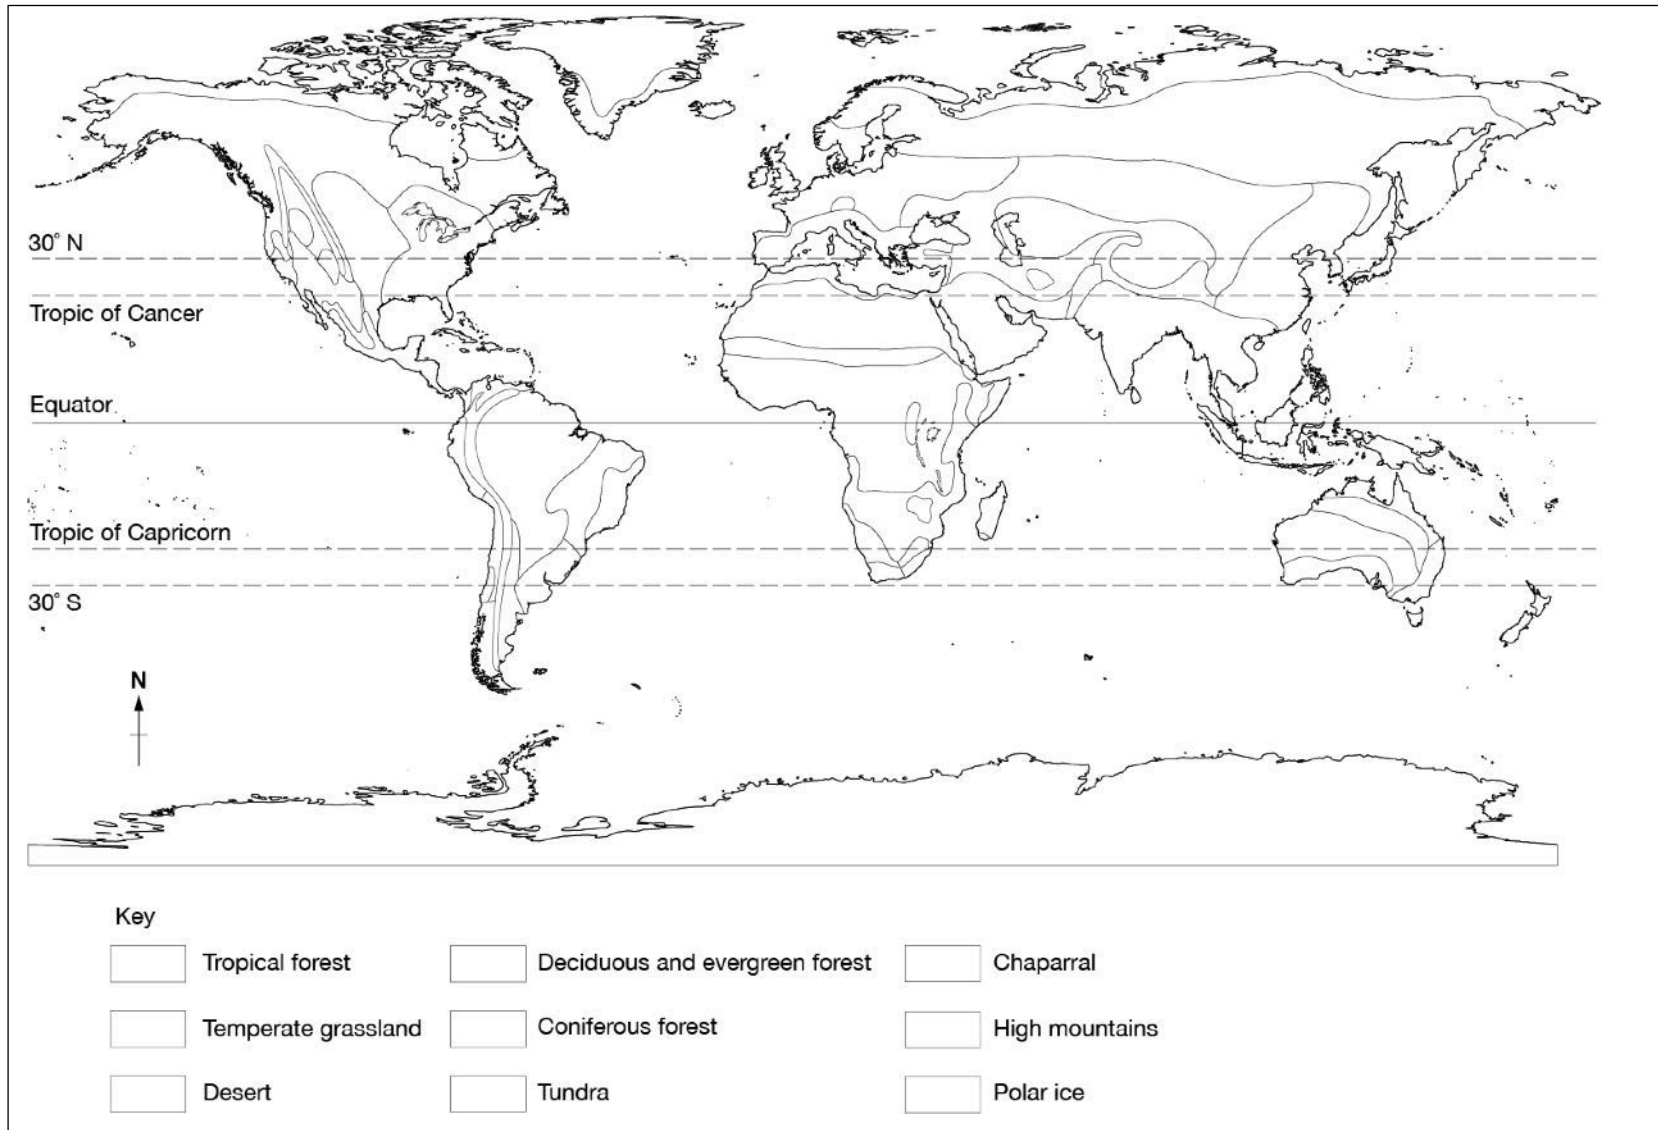 30° N
Tropic of Cancer
Equator
Tropic of Capricorn
30° S
N
Key
Tropical forest
Deciduous and evergreen forest
Chaparral
Temperate grassland
Coniferous forest
High mountains
Desert
Tundra
Polar ice